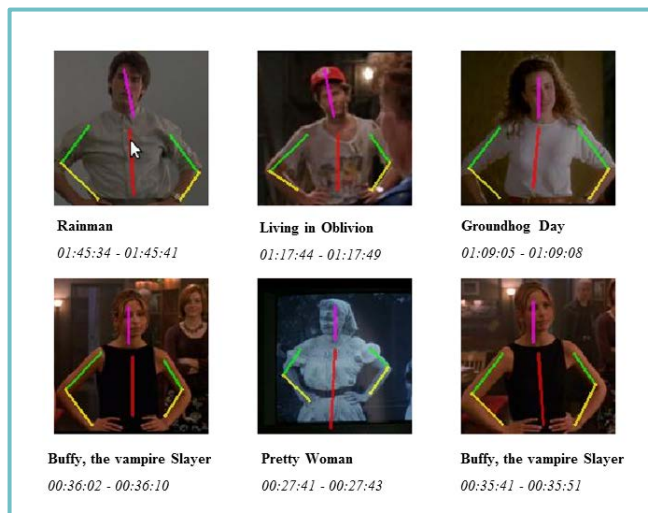 Rainman
01:45:34 - 01:45:41
Living in Oblivion
01:17:44 - 01:17:49
Groundhog Day
01:09:05 - 01:09:08
Buffy, the vampire Slayer
00:36:02 - 00:36:10
Pretty Woman
00:27:41 - 00:27:43
Buffy, the vampire Slayer
00:35:41 - 00:35:51